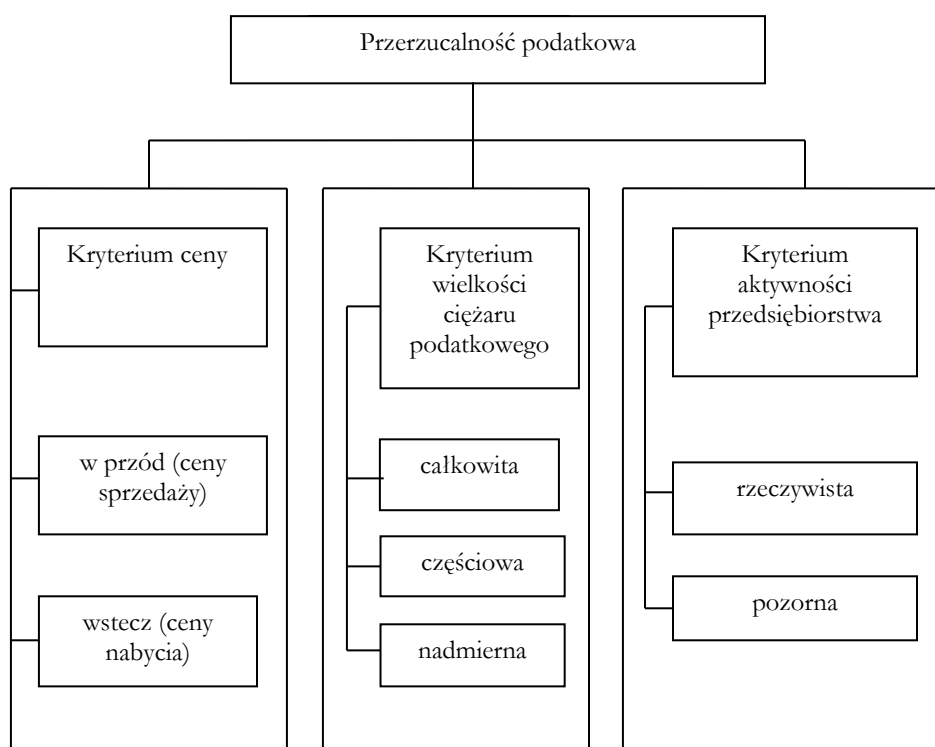 Przerzucalność podatkowa
Kryterium ceny
w przód (ceny
sprzedaży)
wstecz (ceny
nabycia)
Kryterium
wielkości
ciężaru
podatkowego
całkowita
częściowa
nadmierna
Kryterium
aktywności
przedsiębiorstwa
rzeczywista
pozorna